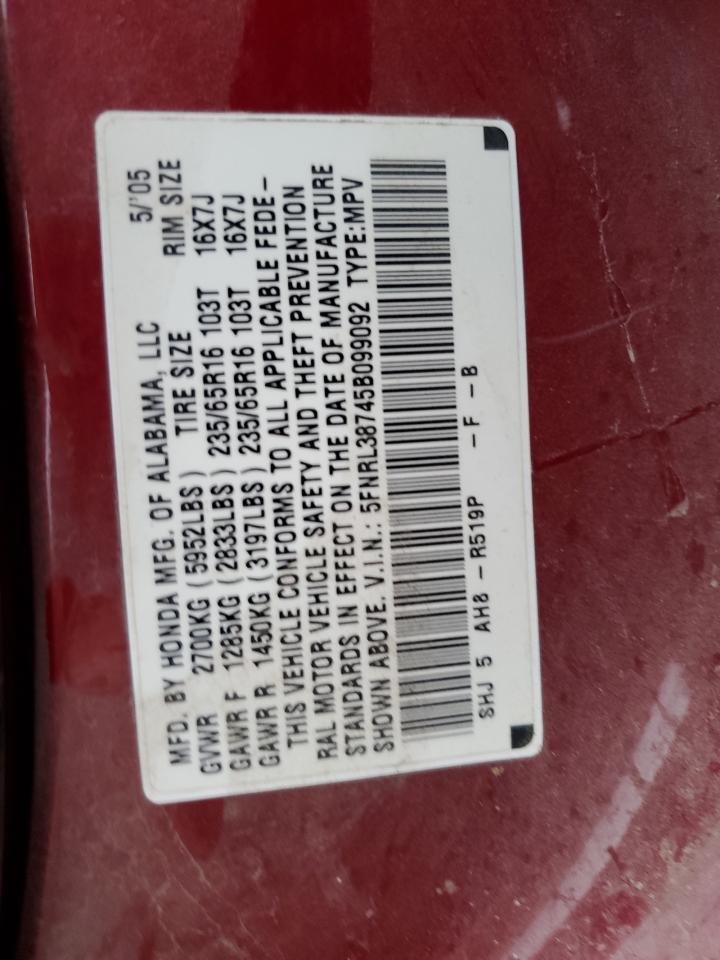 MFD. BY HONDA MFG. OF ALABAMA, LLC 5/'05
GVWR 2700KG (5952LBS) TIRE SIZE RIM SIZE
GAWR F 1285KG (2833LBS) 235/65R16 103T 16X7J
GAWR R 1450KG (3197LBS) 235/65R16 103T 16X7J
THIS VEHICLE CONFORMS TO ALL APPLICABLE FEDE-
RAL MOTOR VEHICLE SAFETY AND THEFT PREVENTION
STANDARDS IN EFFECT ON THE DATE OF MANUFACTURE
SHOWN ABOVE. V.I.N.: 5FNRL38745B099092 TYPE:MPV
SHJ 5 AH8 -R519P -F -B